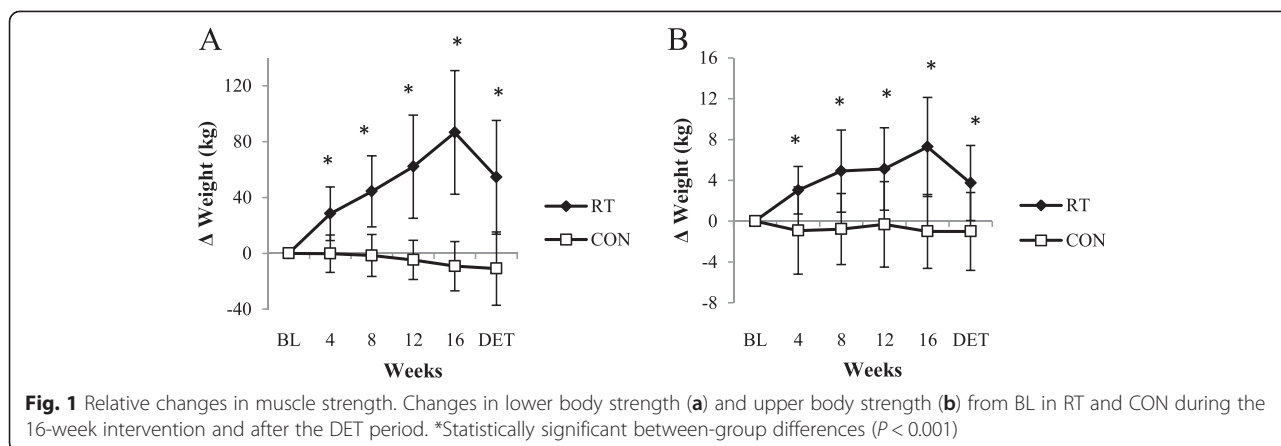 A
Δ Weight (kg)
120
80
40
0
-40
* * * * *
BL 4 8 12 16 DET
Weeks
RT
CON
B
Δ Weight (kg)
16
12
8
4
0
-4
-8
* * * * *
BL 4 8 12 16 DET
Weeks
RT
CON
Fig. 1 Relative changes in muscle strength. Changes in lower body strength (a) and upper body strength (b) from BL in RT and CON during the
16-week intervention and after the DET period. *Statistically significant between-group differences (P < 0.001)